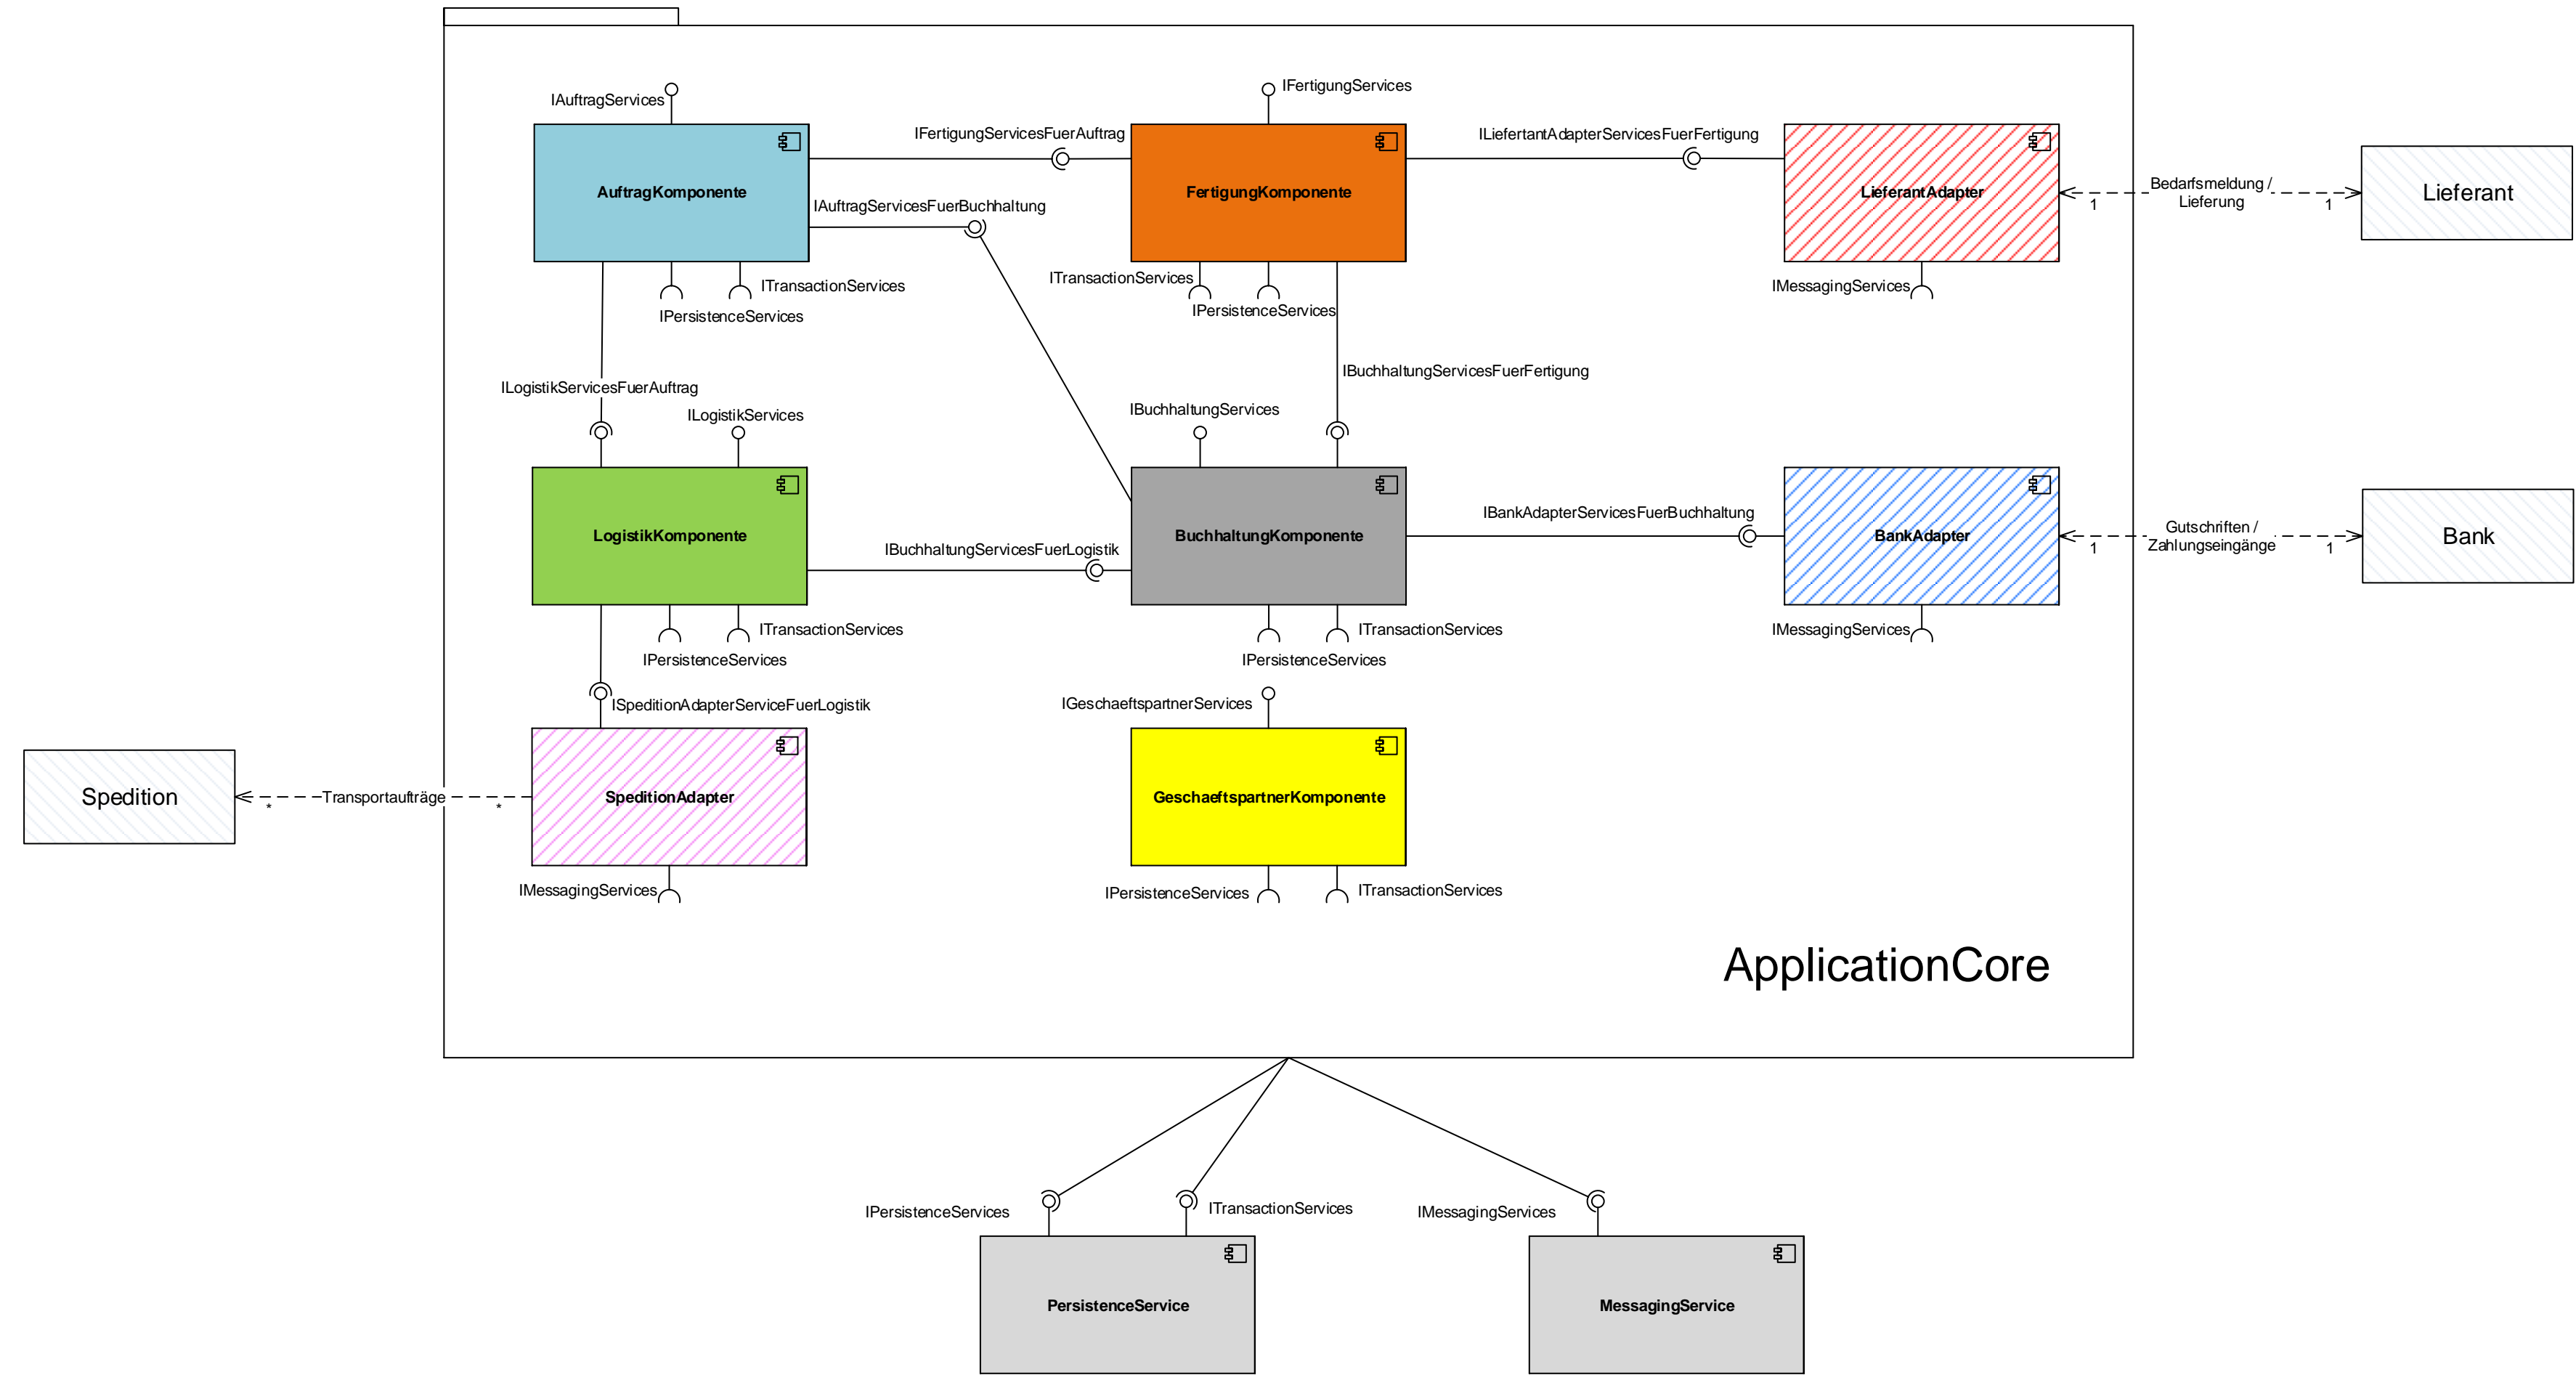 IAuftragServices
IFertigungServices
IFertigungServicesFuerAuftrag
ILiefertantAdapterServicesFuerFertigung
AuftragKomponente
FertigungKomponente
LieferantAdapter
Bedarfsmeldung /
Lieferung
1
1
Lieferant
IAuftragServicesFuerBuchhaltung
ITransactionServices
IPersistenceServices
ITransactionServices
IPersistenceServices
IMessagingServices
ILogistikServicesFuerAuftrag
IBuchhaltungServicesFuerFertigung
ILogistikServices
IBuchhaltungServices
LogistikKomponente
IBuchhaltungServicesFuerLogistik
BuchhaltungKomponente
IBankAdapterServicesFuerBuchhaltung
BankAdapter
Gutschriften /
Zahlungseingänge
1
1
Bank
ITransactionServices
IPersistenceServices
ITransactionServices
IPersistenceServices
IMessagingServices
ISpeditionAdapterServiceFuerLogistik
IGeschaeftspartnerServices
Spedition
*
Transportaufträge
*
SpeditionAdapter
GeschaeftspartnerKomponente
IMessagingServices
IPersistenceServices
ITransactionServices
ApplicationCore
IPersistenceServices
ITransactionServices
IMessagingServices
PersistenceService
MessagingService